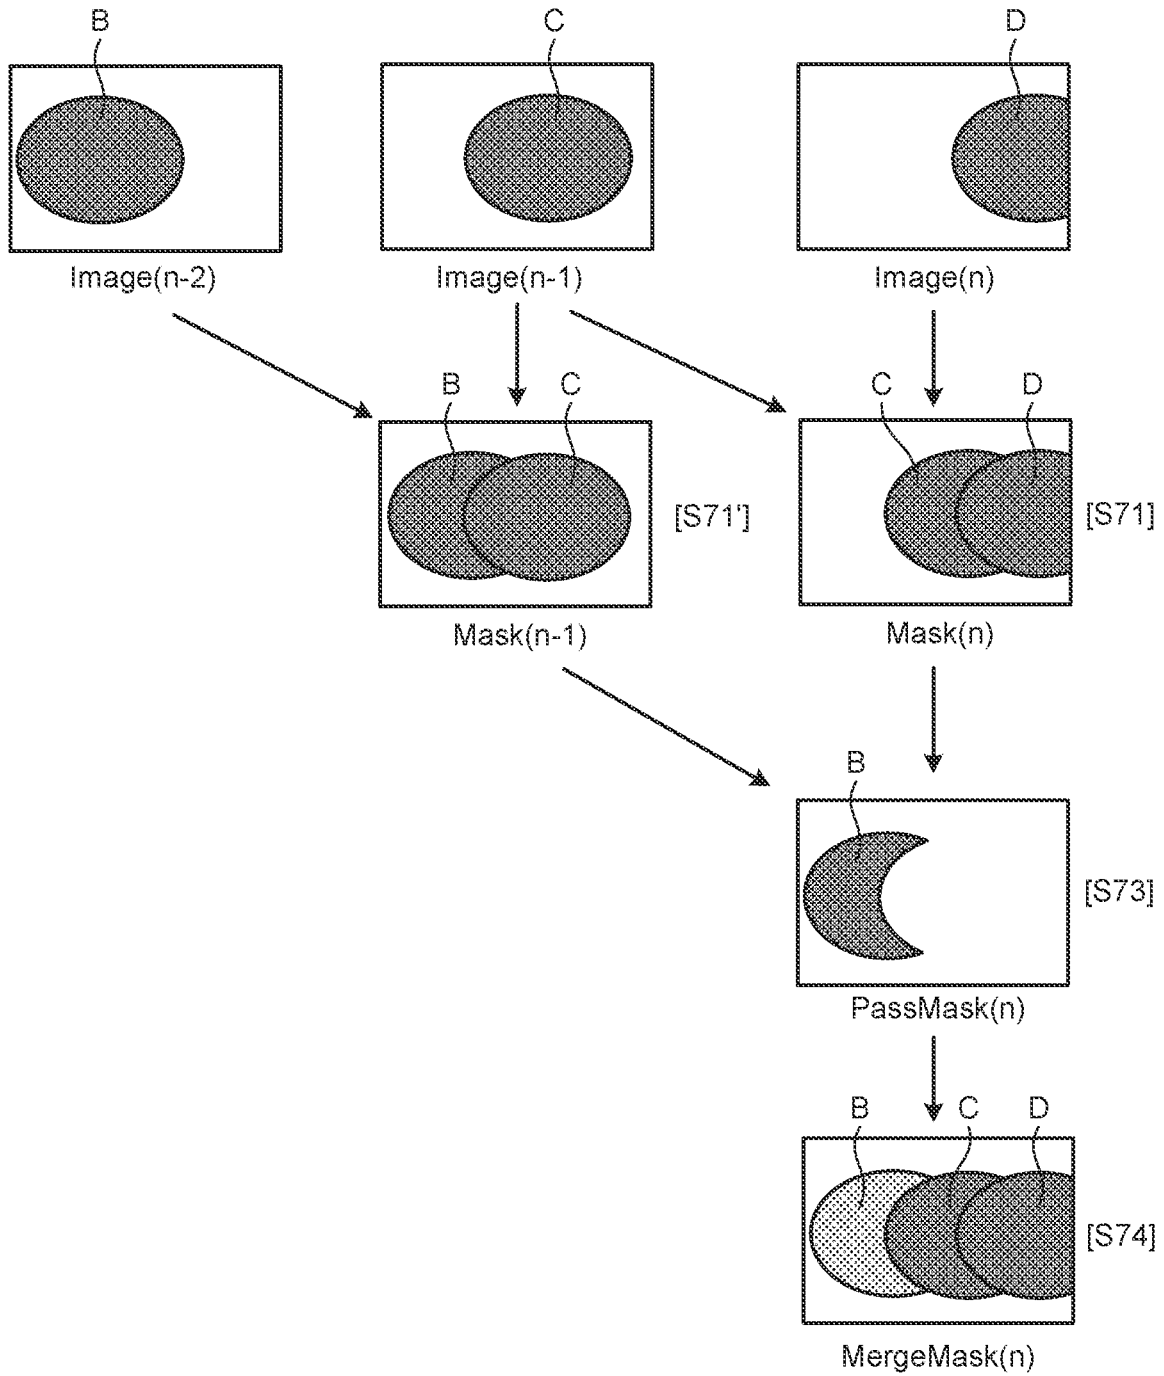 B C D
Image(n-2) Image(n-1) Image(n)
B C C D
[S71'] [S71]
Mask(n-1) Mask(n)
B
[S73]
PassMask(n)
B C D
[S74]
MergeMask(n)